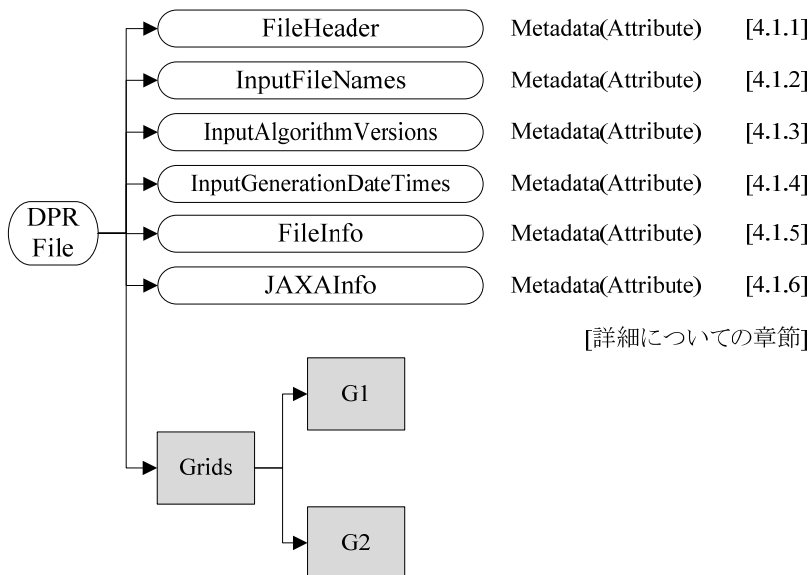 FileHeader Metadata(Attribute) [4.1.1]
InputFileNames Metadata(Attribute) [4.1.2]
InputAlgorithmVersions Metadata(Attribute) [4.1.3]
InputGenerationDateTimes Metadata(Attribute) [4.1.4]
DPR
File
FileInfo Metadata(Attribute) [4.1.5]
JAXAInfo Metadata(Attribute) [4.1.6]
[詳細についての章節]
G1
Grids
G2